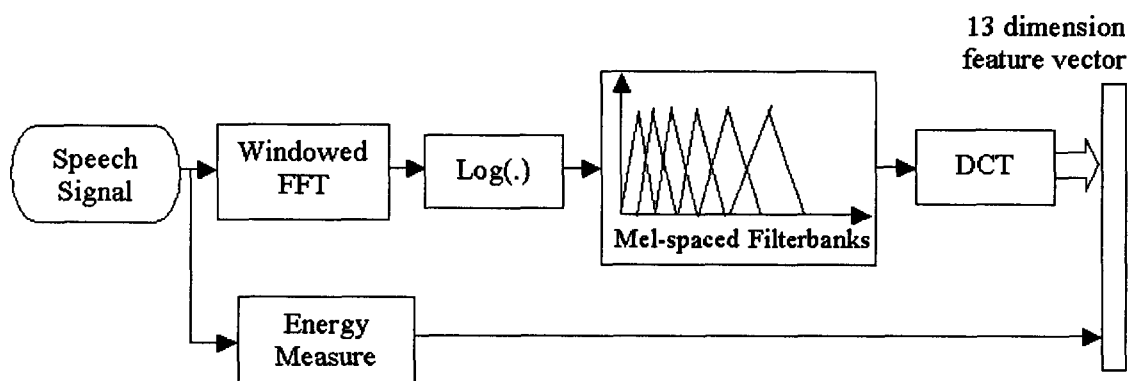 13 dimension
feature vector
Speech
Signal
Windowed
FFT
Log(.)
Mel-spaced Filterbanks
DCT
Energy
Measure